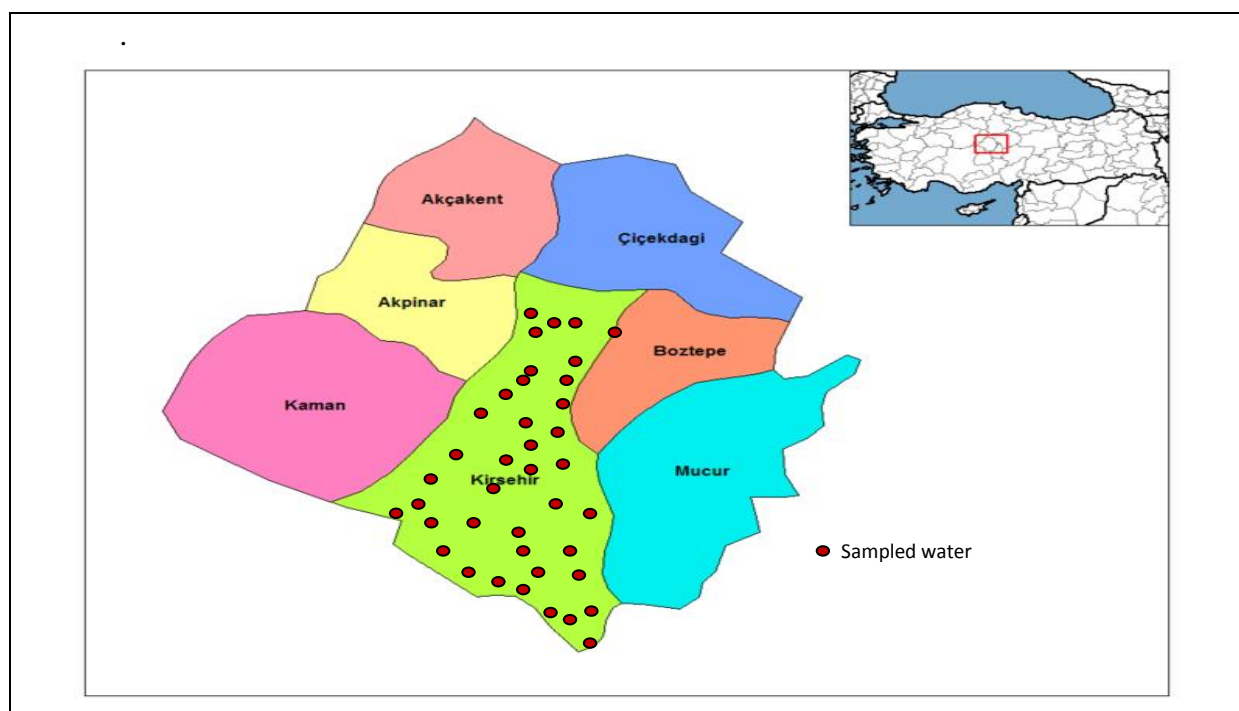 .
Akçakent
Çiçekdagi
Akpinar
Boztepe
Kaman
Mucur
Kirsehir
Sampled water